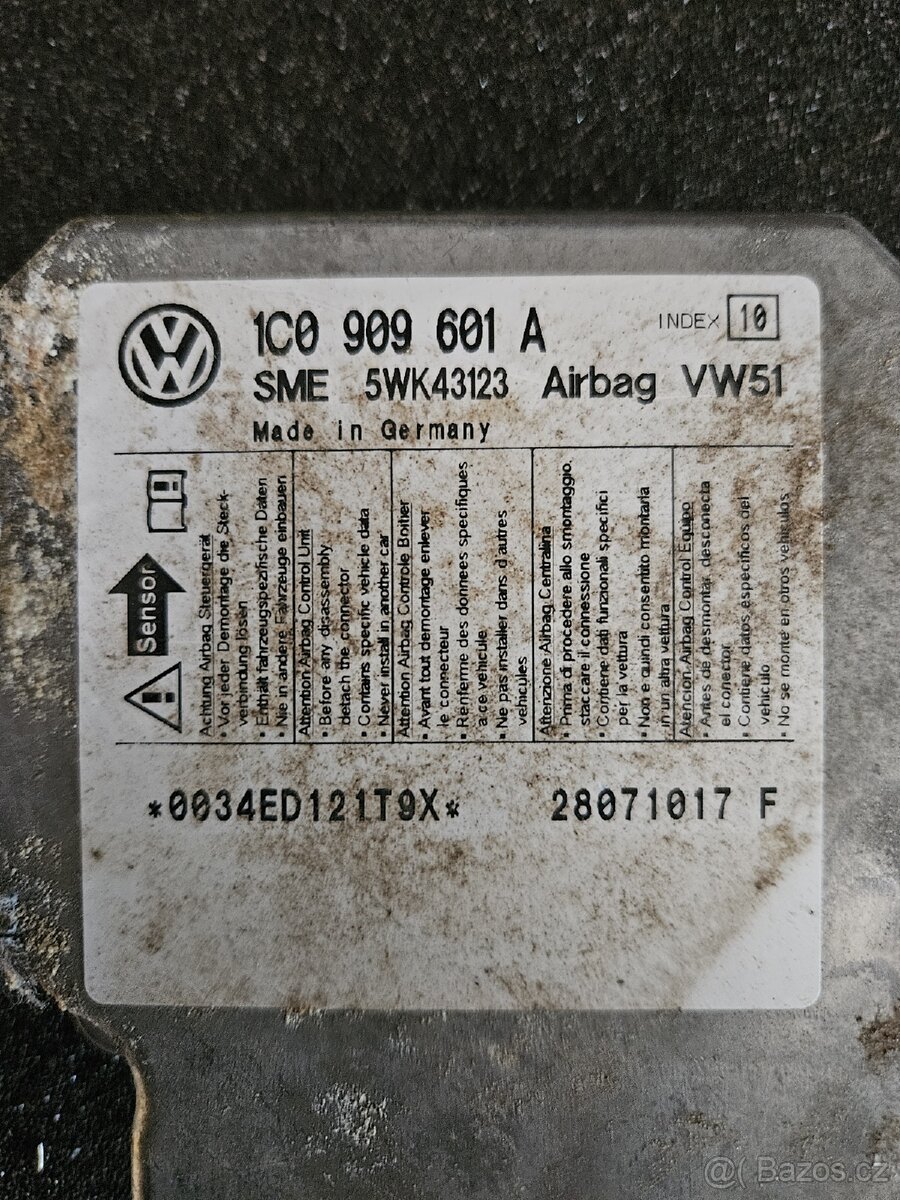 1C0 909 601 A
INDEX 10
SME 5WK43123 Airbag VW51
Made in Germany
Sensor
Achtung Airbag Steuergerät
• Vor jeder Demontage die Steck-
verbindung lösen
• Enthält fahrzeugspezifische Daten
Nie in andere Fahrzeuge einbauen
Attention Airbag Control Unit
• Before any disassembly
detach the connector
• Contains specific vehicle data
• Never install in another car
Attention Airbag Controle Boitier
• Avant tout demontage enlever
le connecteur
• Renferme des donnees specifiques
a ce vehicule
• Ne pas installer dans d'autres
vehicules
Attenzione Airbag Centralina
• Prima di procedere allo smontaggio,
staccare il connessione
• Contiene dati funzionali specifici
per la vettura
Non e quindi consentito montarla
in un altra vettura
Atencion-Airbag Control Equipo
• Antes de desmontar desconecta
el conector
• Contiene datos especificos del
vehiculo
• No se monte en otros vehiculos
*0034ED121T9X* 28071017 F
@( Bazos.cz